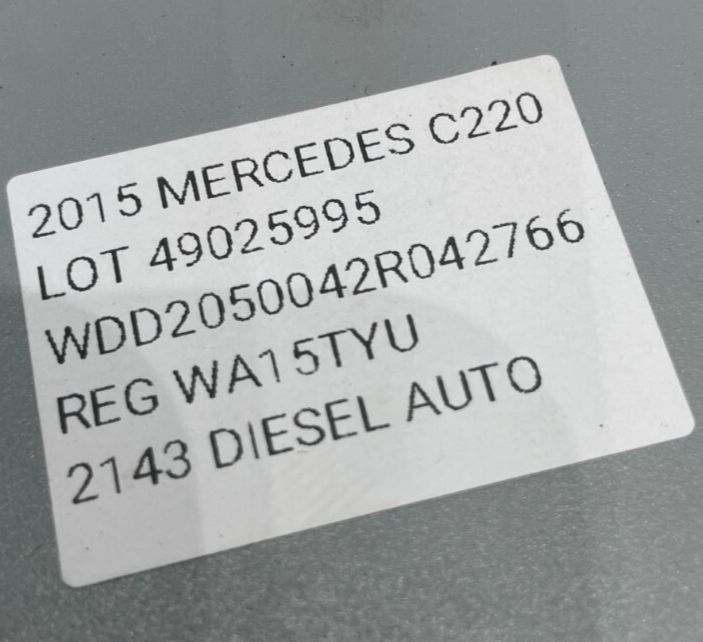 2015 MERCEDES C220
LOT 49025995
WDD2050042R042766
REG WA15TYU
2143 DIESEL AUTO